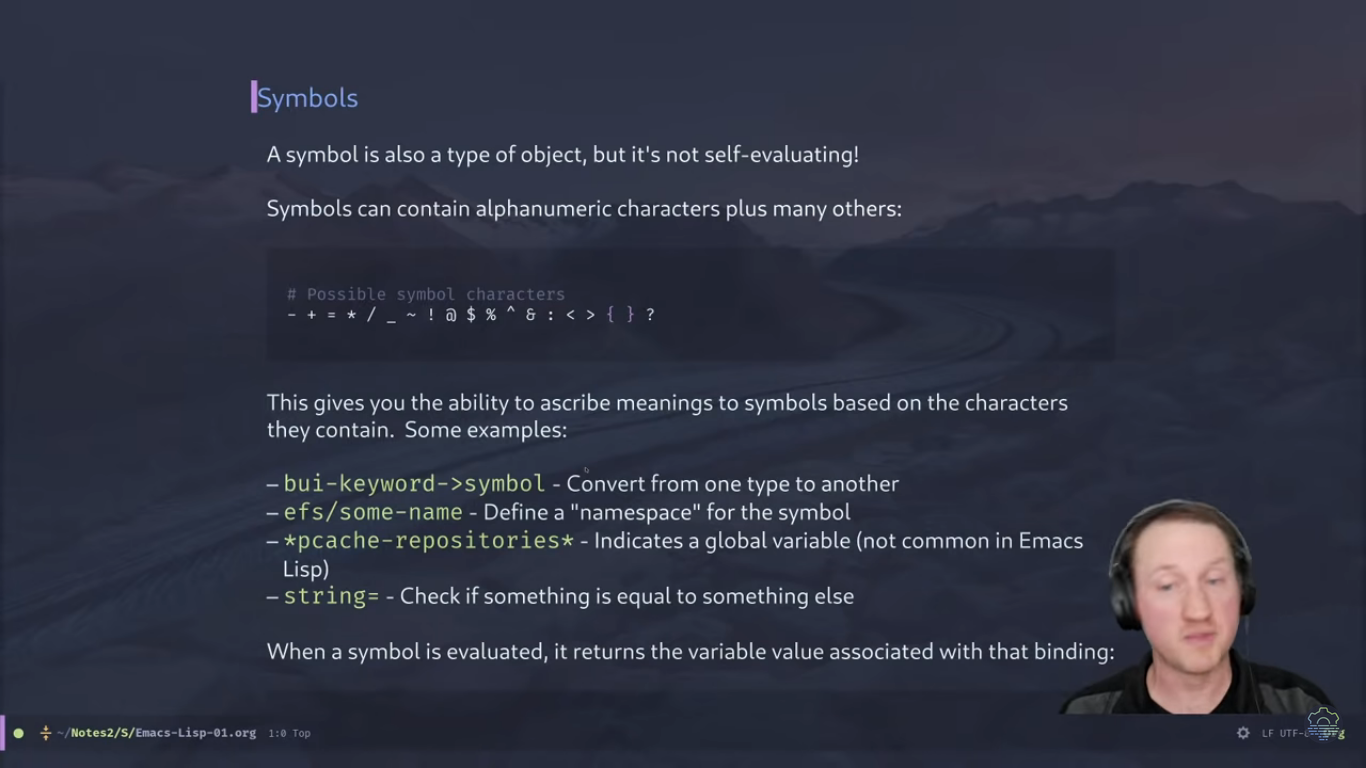 Symbols
A symbol is also a type of object, but it's not self-evaluating!
Symbols can contain alphanumeric characters plus many others:
# Possible symbol characters
- + = * / _ ~ ! @ $ % ^ & : < > { } ?
This gives you the ability to ascribe meanings to symbols based on the characters
they contain.  Some examples:
– bui-keyword->symbol - Convert from one type to another
– efs/some-name - Define a "namespace" for the symbol
– *pcache-repositories* - Indicates a global variable (not common in Emacs
Lisp)
– string= - Check if something is equal to something else
When a symbol is evaluated, it returns the variable value associated with that binding:
~/Notes2/S/Emacs-Lisp-01.org 1:0 Top
LF